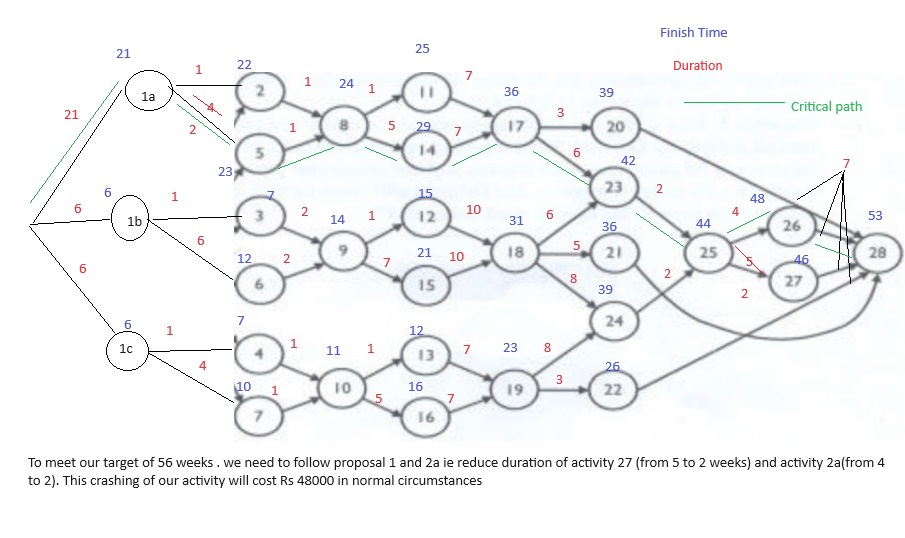 Finish Time
Duration
Critical path
21 22 25
1
21 1a 2 1 24 1 11 7 36 39
4 2 5 1 8 5 29 7 17 3 20
23 14 6 42
7 23 2 48 7
6 6 1 3 2 14 1 15 10 31 6 36 44 4 26 53
1b 6 9 12 18 5 21 25 28
12 2 7 21 10 8 2 5 46
6 6 15 39 2 27
24
6 7 12
1c 1 4 1 11 1 13 7 23 8
4 10 1 10 5 16 7 19 3 26
7 16 22
To meet our target of 56 weeks . we need to follow proposal 1 and 2a ie reduce duration of activity 27 (from 5 to 2 weeks) and activity 2a(from 4
to 2). This crashing of our activity will cost Rs 48000 in normal circumstances